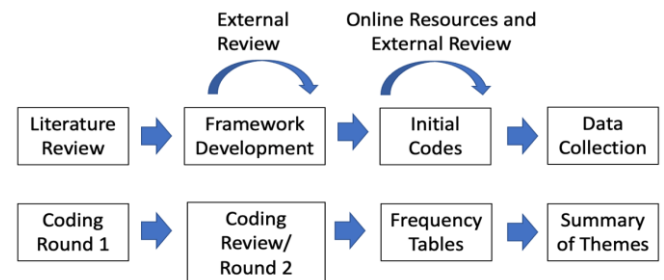 External
Review
Online Resources and
External Review
Literature
Review
Framework
Development
Initial
Codes
Data
Collection
Coding
Round 1
Coding
Review/
Round 2
Frequency
Tables
Summary
of Themes